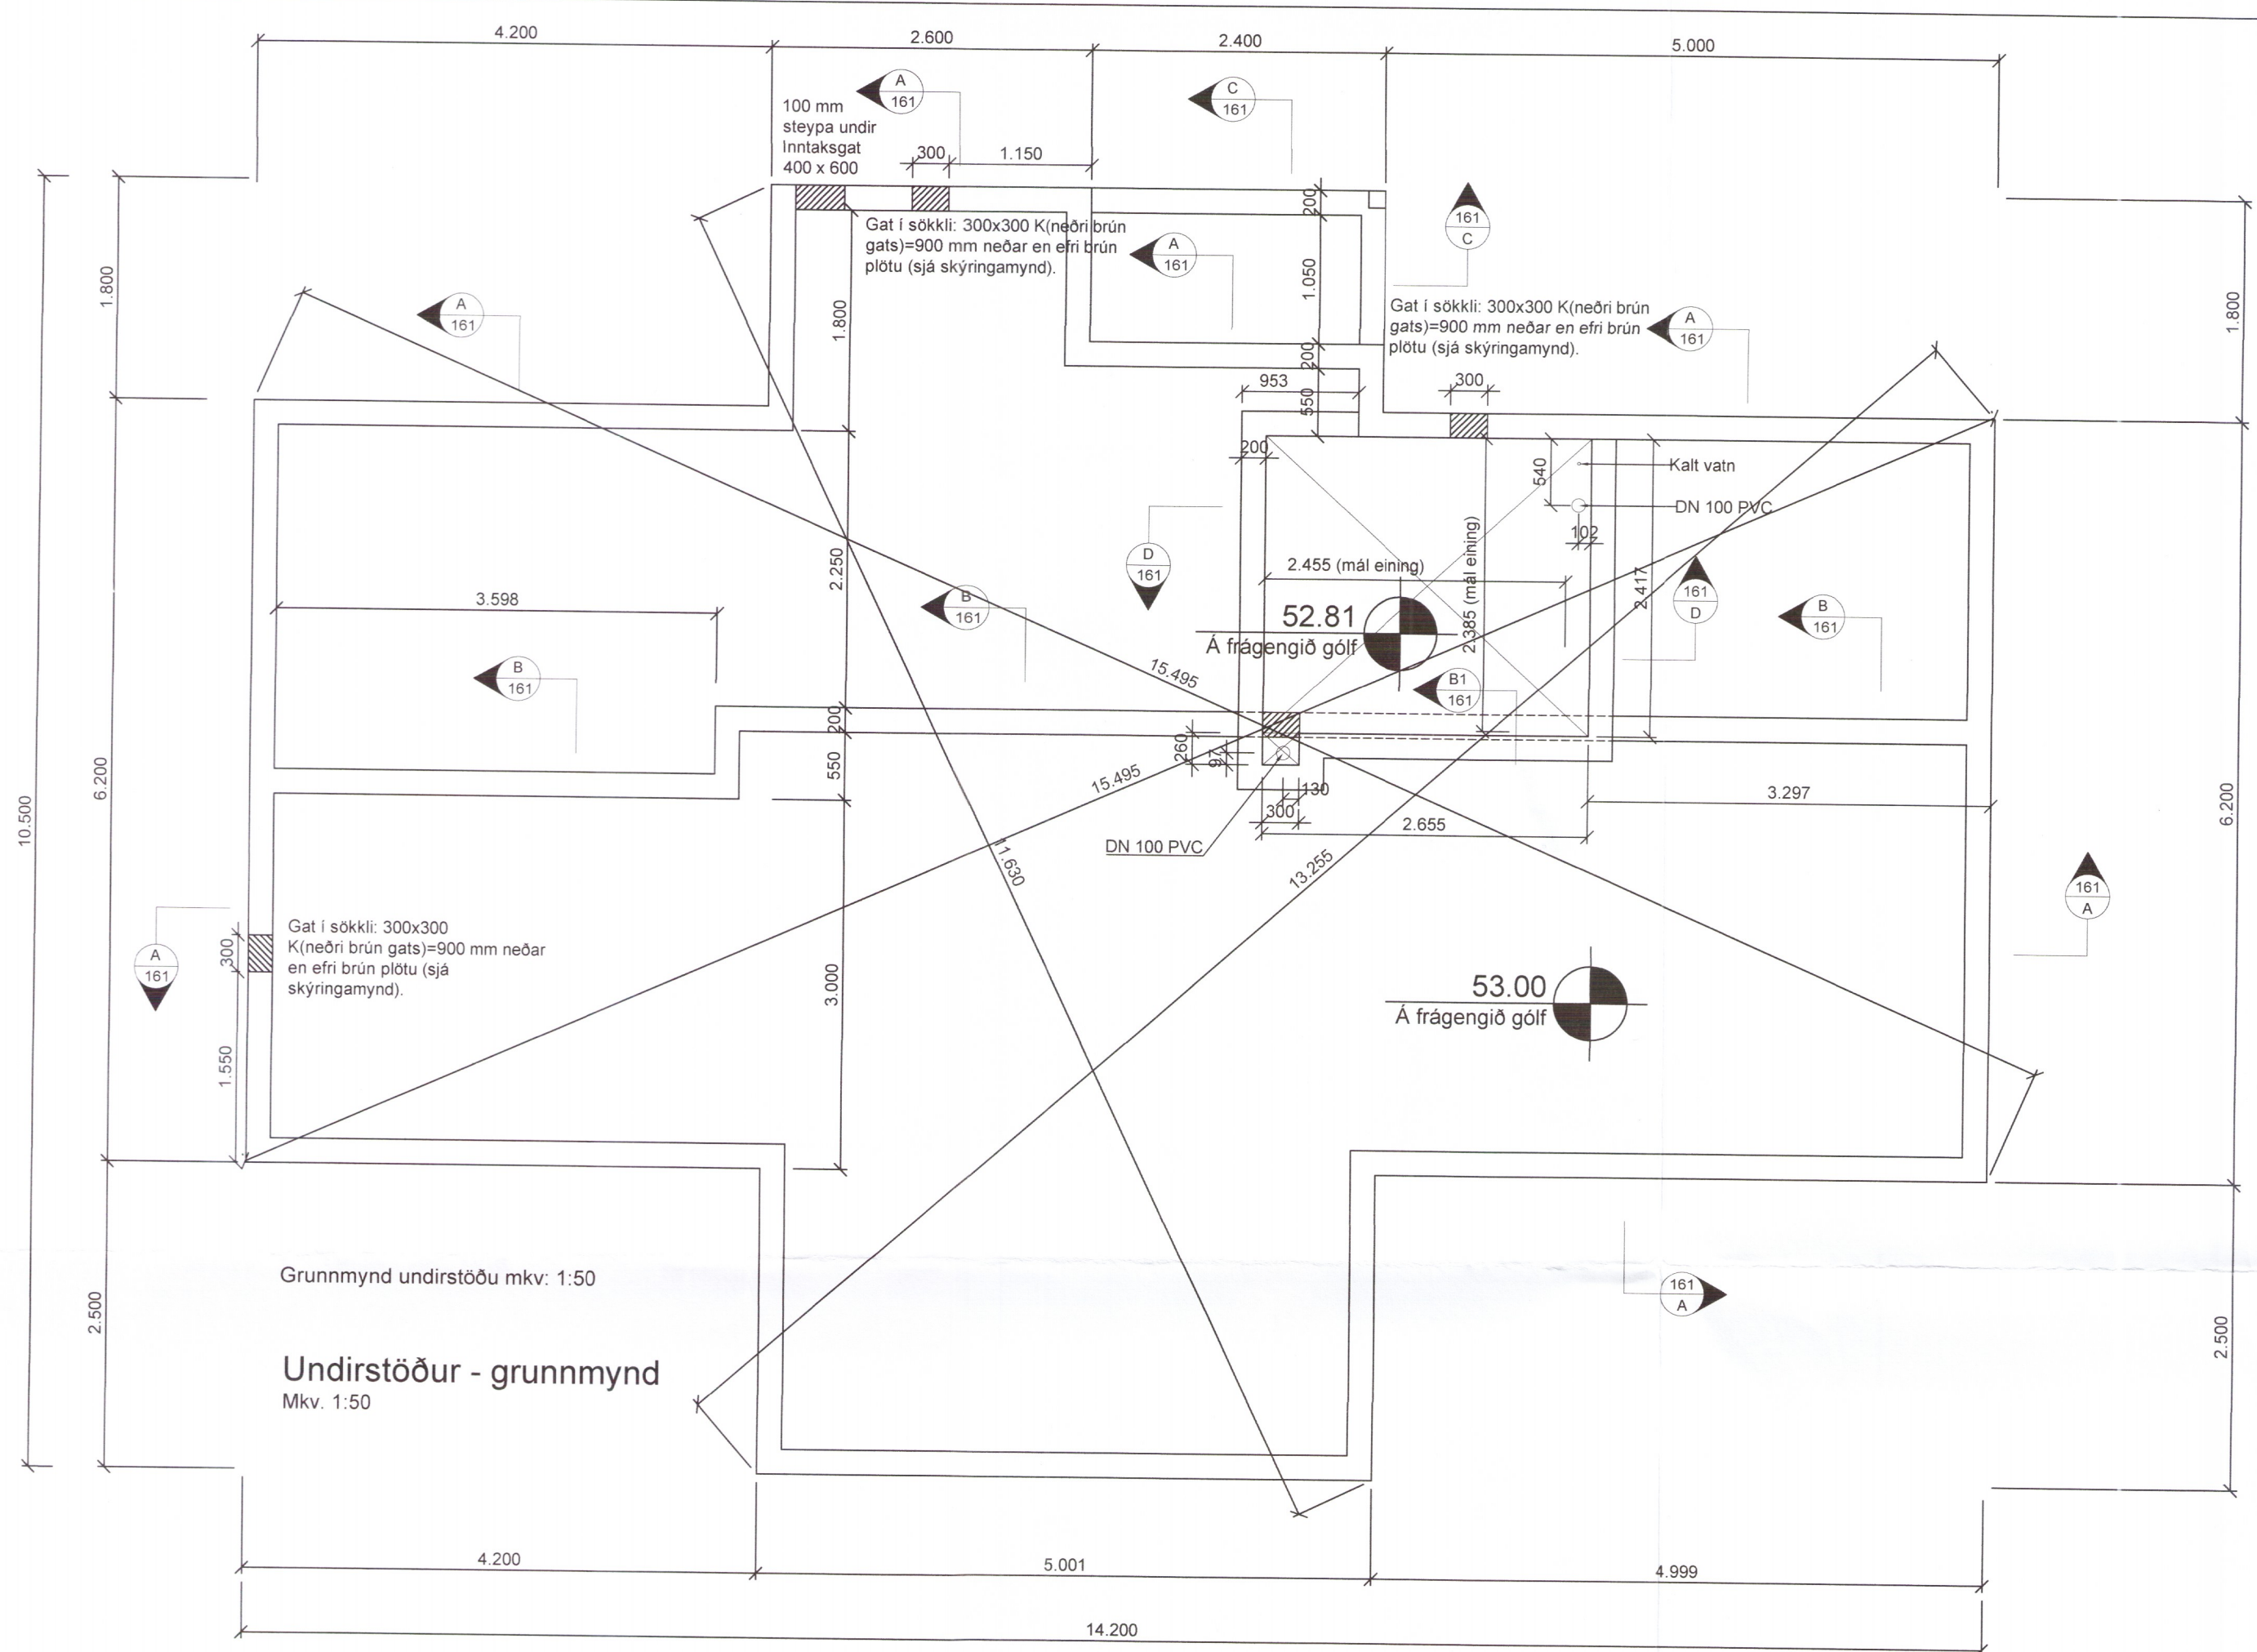 4.200
2.600
2.400
5.000
A
161
C
161
100 mm
steypa undir
Inntaksgat
400 x 600
300
1.150
200
161
C
Gat í sökkli: 300x300 K(neðri brún
gats)=900 mm neðar en efri brún
plötu (sjá skýringamynd).
A
161
1.800
1.050
1.800
1.800
A
161
Gat í sökkli: 300x300 K(neðri brún
gats)=900 mm neðar en efri brún
plötu (sjá skýringamynd).
A
161
200
953
550
300
200
540
Kalt vatn
DN 100 PVC
102
D
161
2.250
2.455 (mál eining)
2.385 (mál eining)
2.417
161
D
3.598
B
161
52.81
Á frágengið gólf
B
161
B
161
15.495
B1
161
200
260
97
550
6.200
15.495
130
300
3.297
2.655
6.200
10.500
DN 100 PVC
11.630
13.255
161
A
Gat í sökkli: 300x300
K(neðri brún gats)=900 mm neðar
en efri brún plötu (sjá
skýringamynd).
300
A
161
3.000
53.00
Á frágengið gólf
1.550
Grunnmynd undirstöðu mkv: 1:50
161
A
2.500
2.500
Undirstöður - grunnmynd
Mkv. 1:50
4.200
5.001
4.999
14.200